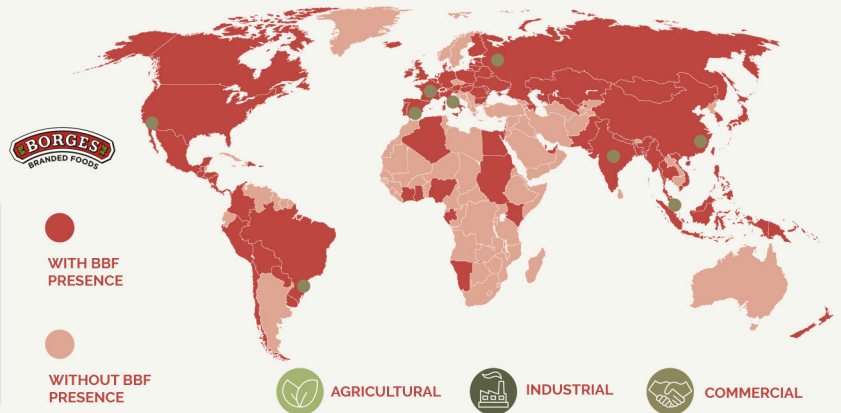 BORGES
BRANDED FOODS
WITH BBF
PRESENCE
WITHOUT BBF
PRESENCE
AGRICULTURAL
INDUSTRIAL
COMMERCIAL